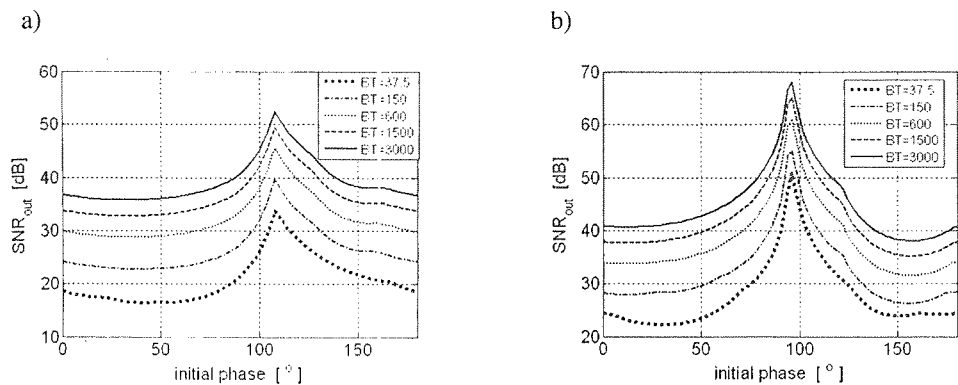 a)
60
50
40
30
20
10
SNRout [dB]
BT=37.5
BT=150
BT=600
BT=1500
BT=3000
0
50
100
150
initial phase [ ° ]
b)
70
60
50
40
30
20
SNRout [dB]
BT=37.5
BT=150
BT=600
BT=1500
BT=3000
0
50
100
150
initial phase [ ° ]